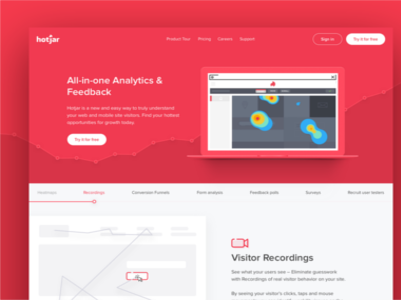 hotjar
Product Tour Pricing Careers Support
Sign in
Try it for free
All-in-one Analytics &
Feedback
Hotjar is a new and easy way to truly understand
your web and mobile site visitors. Find your hottest
opportunities for growth today.
Try it for free
Heatmaps Recordings Conversion Funnels Form analysis Feedback polls Surveys Recruit user testers
Visitor Recordings
See what your users see – Eliminate guesswork
with Recordings of real visitor behavior on your site.
By seeing your visitor's clicks, taps and mouse